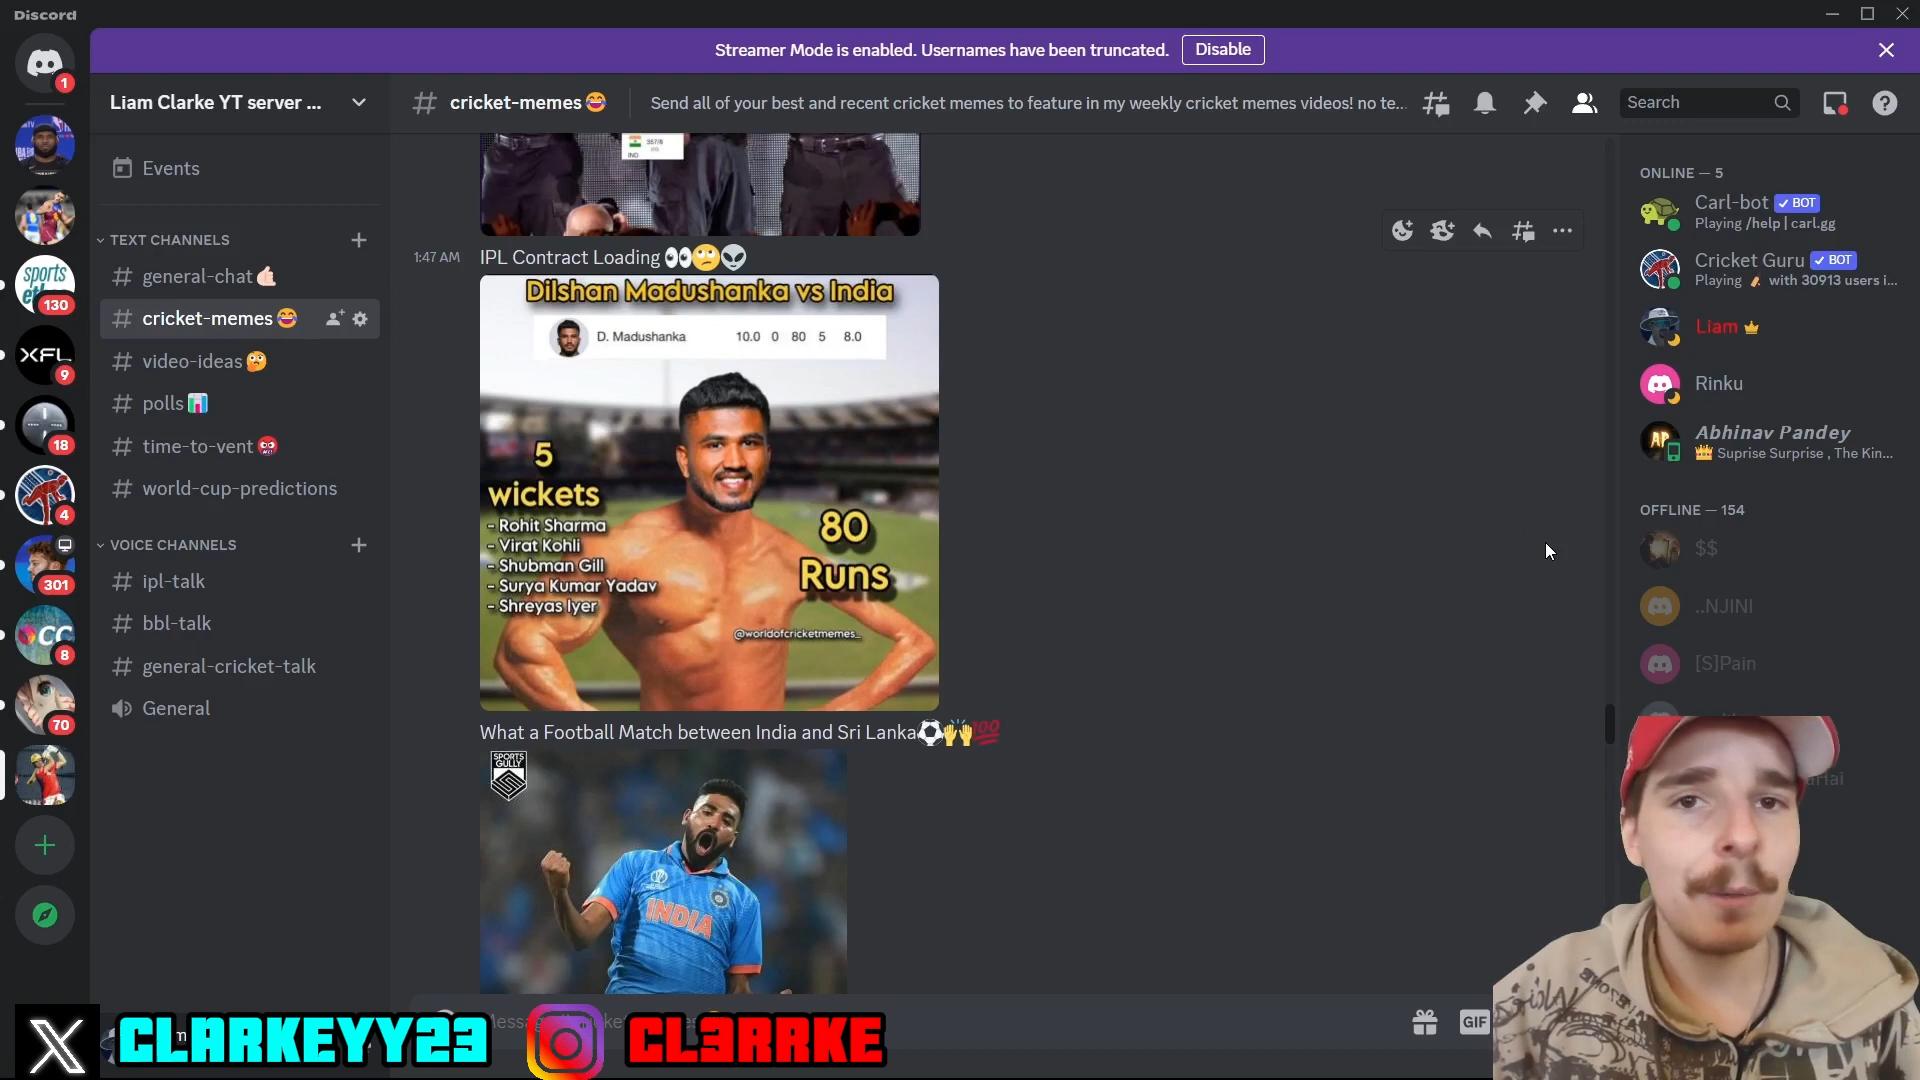 Discord
Streamer Mode is enabled. Usernames have been truncated.
Disable
1
Liam Clarke YT server ...
cricket-memes😂
Send all of your best and recent cricket memes to feature in my weekly cricket memes videos! no te...
Search
Events
TEXT CHANNELS
general-chat🤙🏻
cricket-memes😂
video-ideas🤔
polls📊
time-to-vent
world-cup-predictions
VOICE CHANNELS
ipl-talk
bbl-talk
general-cricket-talk
General
sports
130
XFL
9
18
4
301
CC
8
70
357/8
IND
1:47 AM
IPL Contract Loading 👀🙄👽
Dilshan Madushanka vs India
D. Madushanka 10.0 0 80 5 8.0
5
wickets
- Rohit Sharma
- Virat Kohli
- Shubman Gill
- Surya Kumar Yadav
- Shreyas Iyer
80
Runs
@worldofcricketmemes_
What a Football Match between India and Sri Lanka⚽🙌💯
SPORTS
GULLY
INDIA
GIF
ONLINE — 5
Carl-bot ✓ BOT
Playing /help | carl.gg
Cricket Guru ✓ BOT
Playing 🏏 with 30913 users i...
Liam
Rinku
AP
Abhinav Pandey
Suprise Surprise , The Kin...
OFFLINE — 154
$$
..NJINI
[S]Pain
X
CLARKEYY23
CL3RRKE